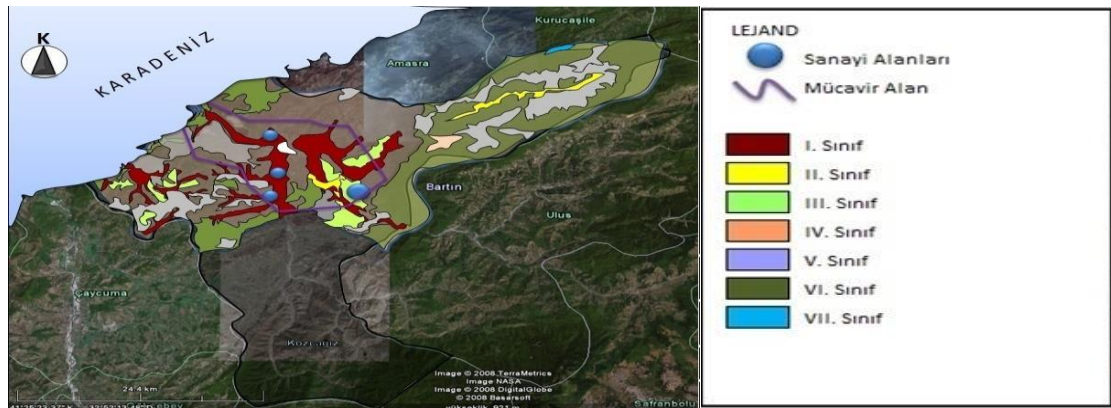 K
KARADENİZ
Kurucaşile
Amasra
Bartın
Ulus
Çaycuma
Kozcağız
24.4 km
Image © 2008 TerraMetrics
Image NASA
Image © 2008 DigitalGlobe
© 2008 Basarsoft
Safranbolu
LEJAND
Sanayi Alanları
Mücavir Alan
I. Sınıf
II. Sınıf
III. Sınıf
IV. Sınıf
V. Sınıf
VI. Sınıf
VII. Sınıf